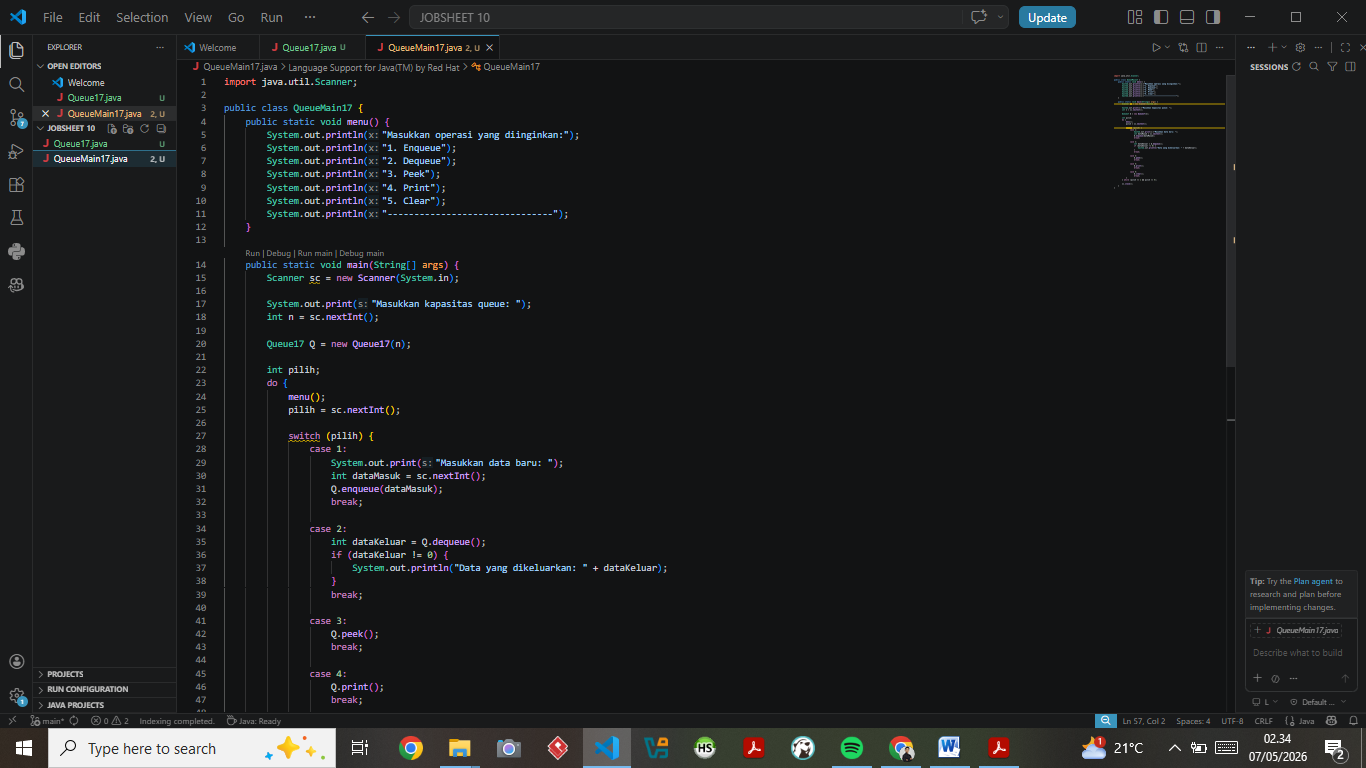 File Edit Selection View Go Run ··· JOBSHEET 10 Update
EXPLORER ···
OPEN EDITORS
Welcome
Queue17.java U
QueueMain17.java 2, U
JOBSHEET 10
Queue17.java U
QueueMain17.java 2, U
PROJECTS
RUN CONFIGURATION
JAVA PROJECTS
Welcome Queue17.java U QueueMain17.java 2, U
QueueMain17.java > Language Support for Java(TM) by Red Hat > QueueMain17
1 import java.util.Scanner;
2
3 public class QueueMain17 {
4 public static void menu() {
5 System.out.println(x:"Masukkan operasi yang diinginkan:");
6 System.out.println(x:"1. Enqueue");
7 System.out.println(x:"2. Dequeue");
8 System.out.println(x:"3. Peek");
9 System.out.println(x:"4. Print");
10 System.out.println(x:"5. Clear");
11 System.out.println(x:"-------------------------------");
12 }
13
Run | Debug | Run main | Debug main
14 public static void main(String[] args) {
15 Scanner sc = new Scanner(System.in);
16
17 System.out.print(s:"Masukkan kapasitas queue: ");
18 int n = sc.nextInt();
19
20 Queue17 Q = new Queue17(n);
21
22 int pilih;
23 do {
24 menu();
25 pilih = sc.nextInt();
26
27 switch (pilih) {
28 case 1:
29 System.out.print(s:"Masukkan data baru: ");
30 int dataMasuk = sc.nextInt();
31 Q.enqueue(dataMasuk);
32 break;
33
34 case 2:
35 int dataKeluar = Q.dequeue();
36 if (dataKeluar != 0) {
37 System.out.println("Data yang dikeluarkan: " + dataKeluar);
38 }
39 break;
40
41 case 3:
42 Q.peek();
43 break;
44
45 case 4:
46 Q.print();
47 break;
SESSIONS
Tip: Try the Plan agent to
research and plan before
implementing changes.
QueueMain17.java
Describe what to build
L Default ...
7
1
main* 0 2 Indexing completed. Java: Ready Ln 57, Col 2 Spaces: 4 UTF-8 CRLF Java
Type here to search HS W 1 21°C 02.34
07/05/2026 2